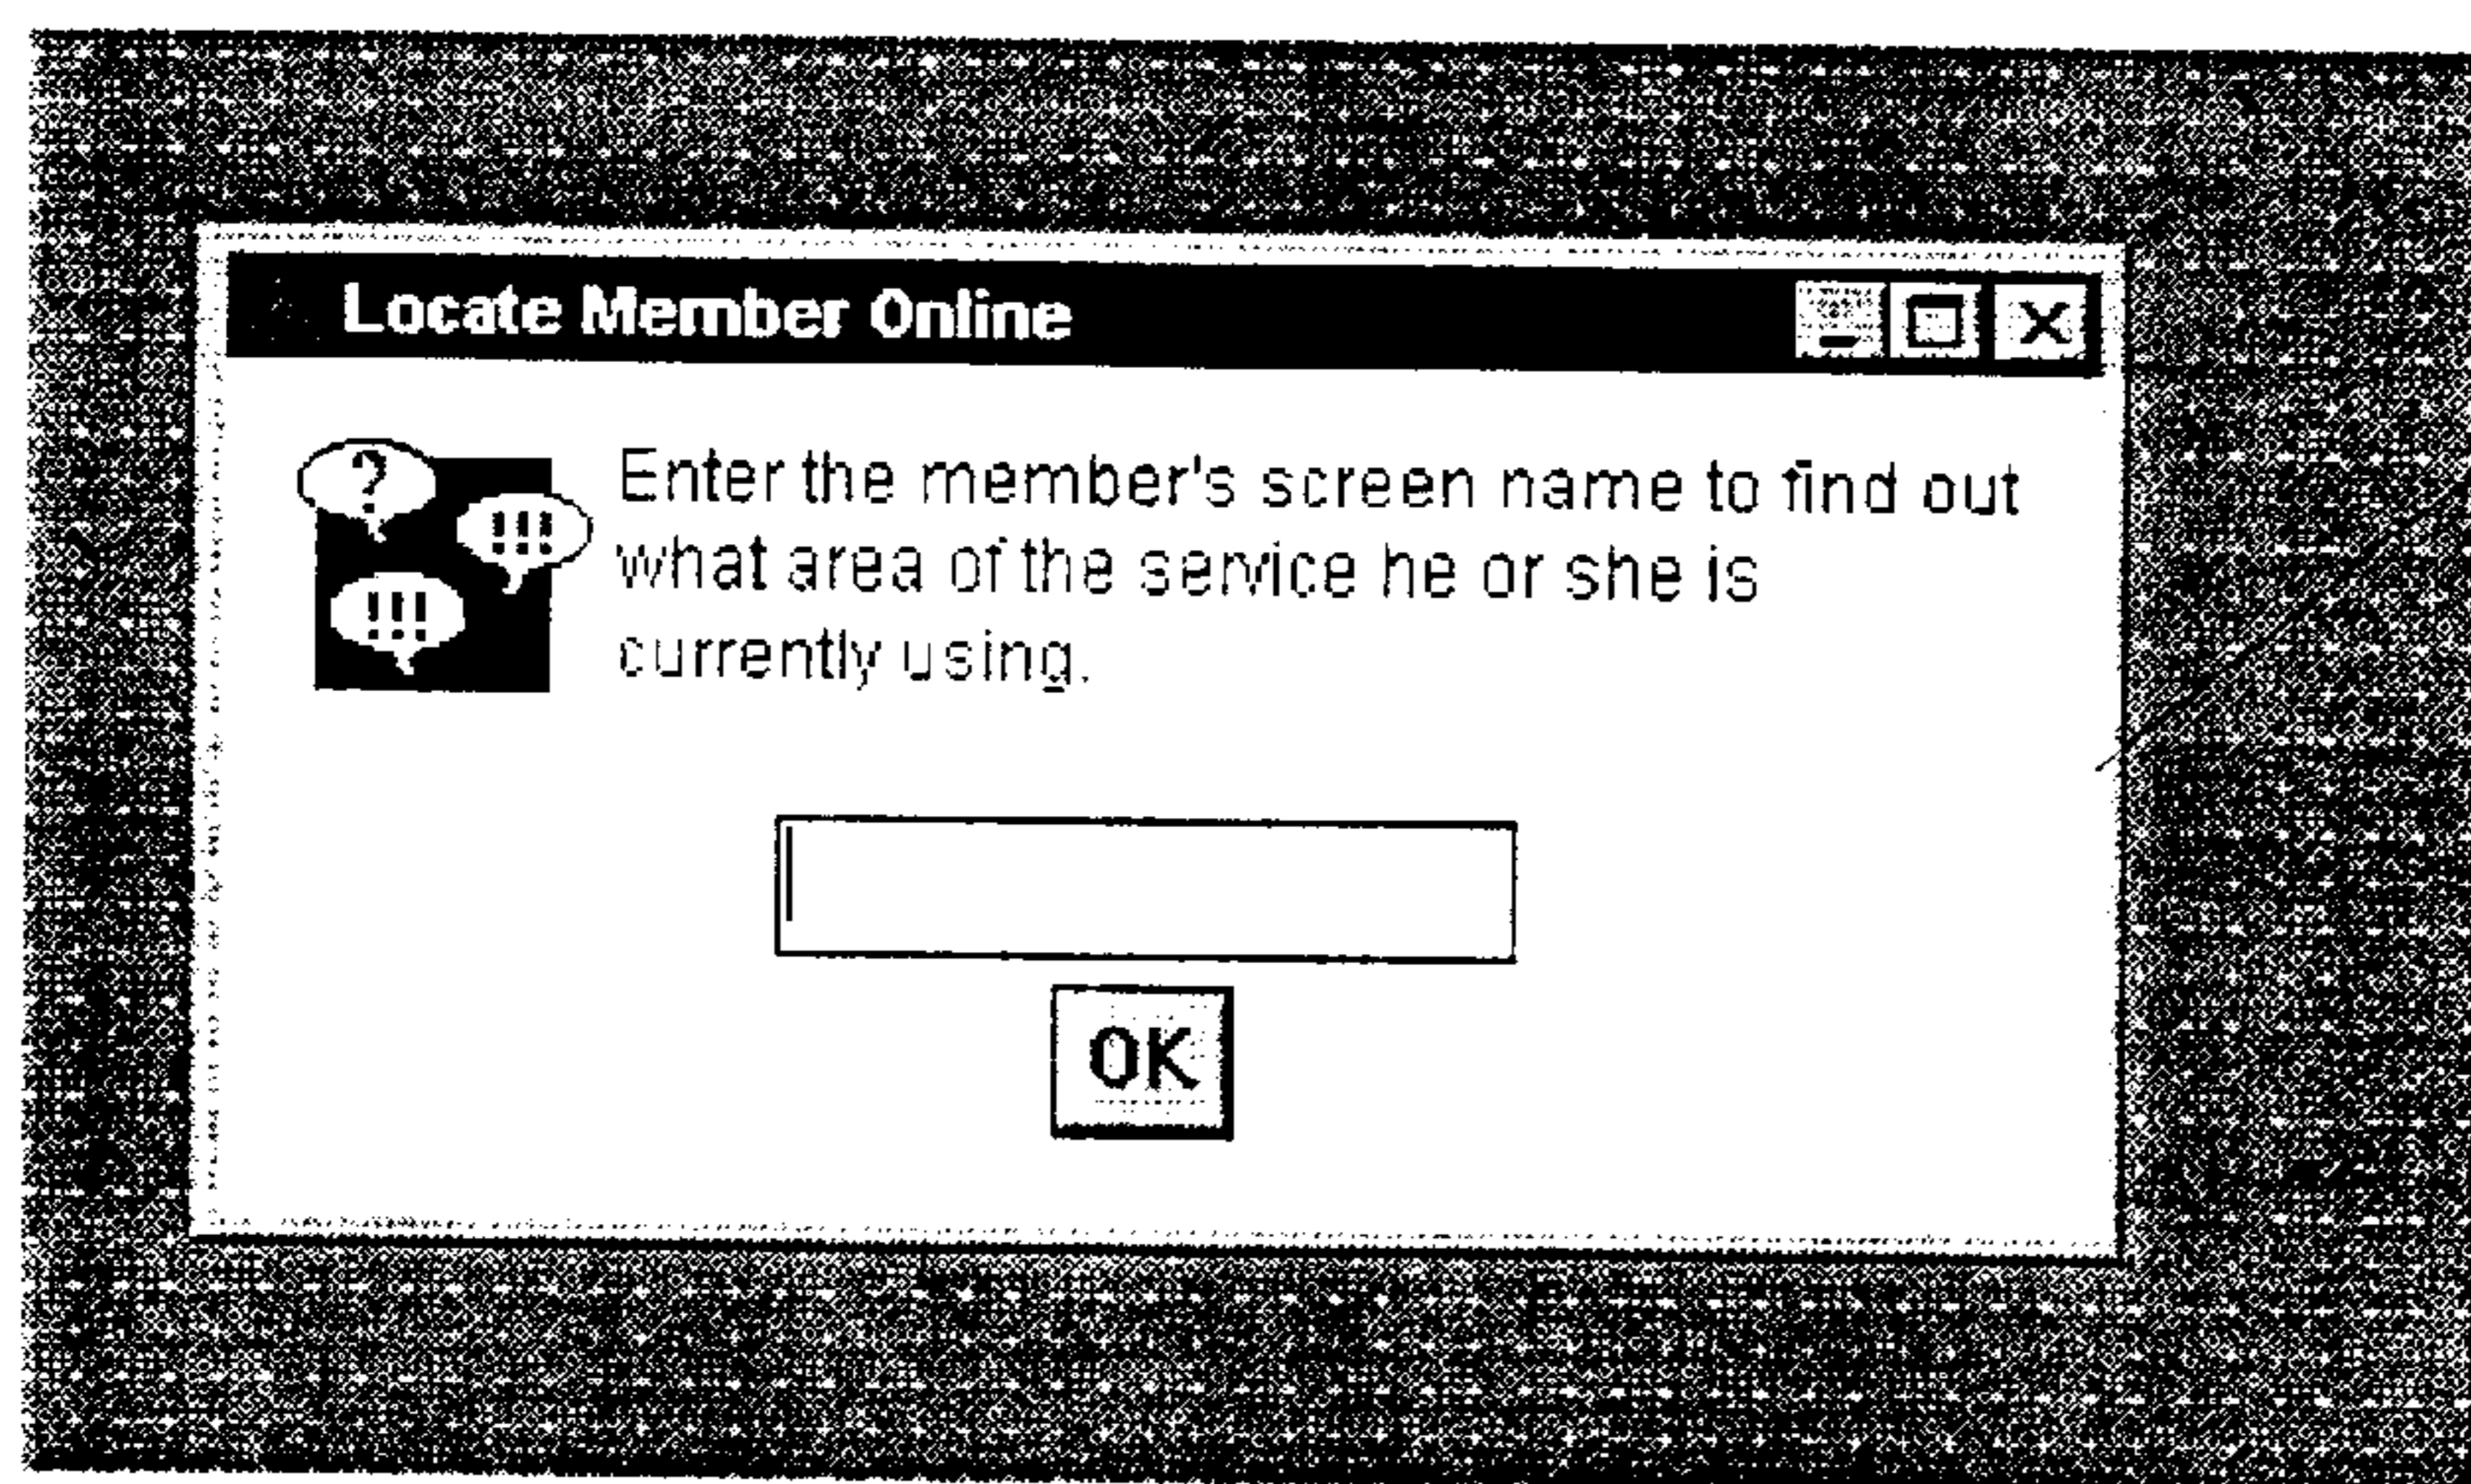 Locate Member Online
?
!!!
!!!
Enter the member's screen name to find out
what area of the service he or she is
currently using.
OK